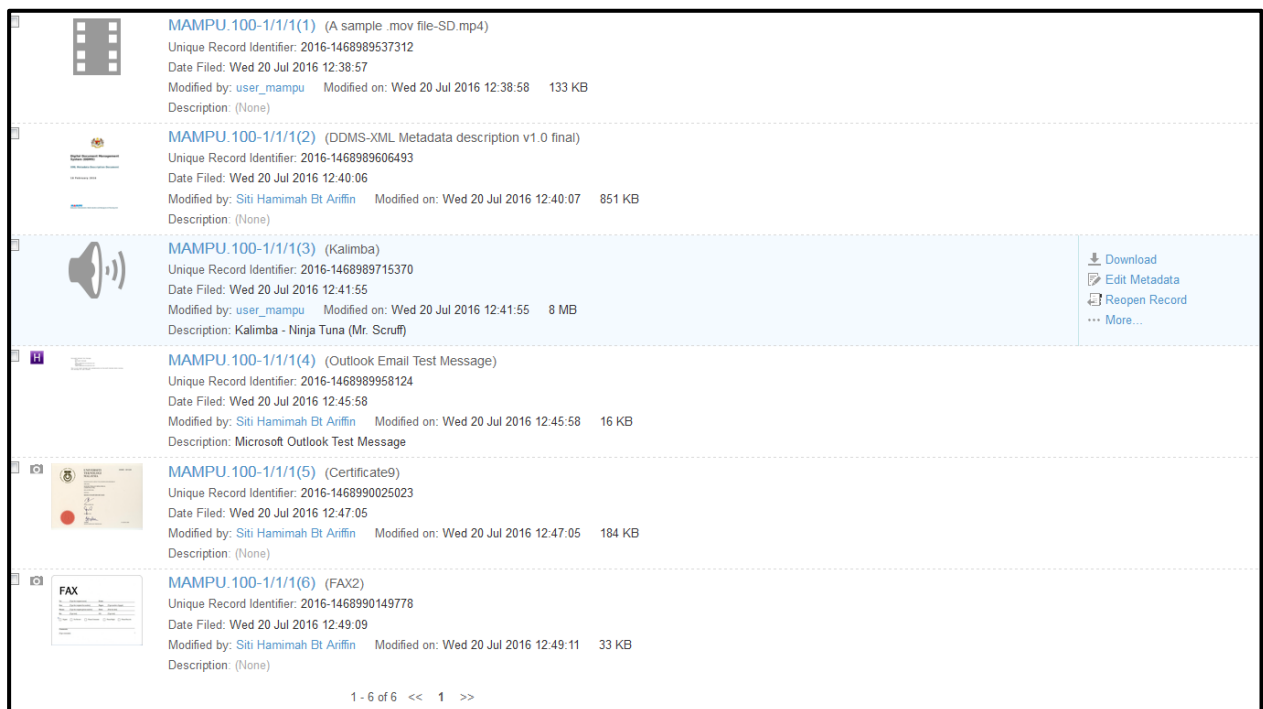 MAMPU.100-1/1/1(1) (A sample .mov file-SD.mp4)
Unique Record Identifier: 2016-1468989537312
Date Filed: Wed 20 Jul 2016 12:38:57
Modified by: user_mampu Modified on: Wed 20 Jul 2016 12:38:58 133 KB
Description: (None)
MAMPU.100-1/1/1(2) (DDMS-XML Metadata description v1.0 final)
Unique Record Identifier: 2016-1468989606493
Date Filed: Wed 20 Jul 2016 12:40:06
Modified by: Siti Hamimah Bt Ariffin Modified on: Wed 20 Jul 2016 12:40:07 851 KB
Description: (None)
MAMPU.100-1/1/1(3) (Kalimba)
Unique Record Identifier: 2016-1468989715370
Date Filed: Wed 20 Jul 2016 12:41:55
Modified by: user_mampu Modified on: Wed 20 Jul 2016 12:41:55 8 MB
Description: Kalimba - Ninja Tuna (Mr. Scruff)
Download
Edit Metadata
Reopen Record
... More...
H
MAMPU.100-1/1/1(4) (Outlook Email Test Message)
Unique Record Identifier: 2016-1468989958124
Date Filed: Wed 20 Jul 2016 12:45:58
Modified by: Siti Hamimah Bt Ariffin Modified on: Wed 20 Jul 2016 12:45:58 16 KB
Description: Microsoft Outlook Test Message
MAMPU.100-1/1/1(5) (Certificate9)
Unique Record Identifier: 2016-1468990025023
Date Filed: Wed 20 Jul 2016 12:47:05
Modified by: Siti Hamimah Bt Ariffin Modified on: Wed 20 Jul 2016 12:47:05 184 KB
Description: (None)
FAX
MAMPU.100-1/1/1(6) (FAX2)
Unique Record Identifier: 2016-1468990149778
Date Filed: Wed 20 Jul 2016 12:49:09
Modified by: Siti Hamimah Bt Ariffin Modified on: Wed 20 Jul 2016 12:49:11 33 KB
Description: (None)
1 - 6 of 6 << 1 >>